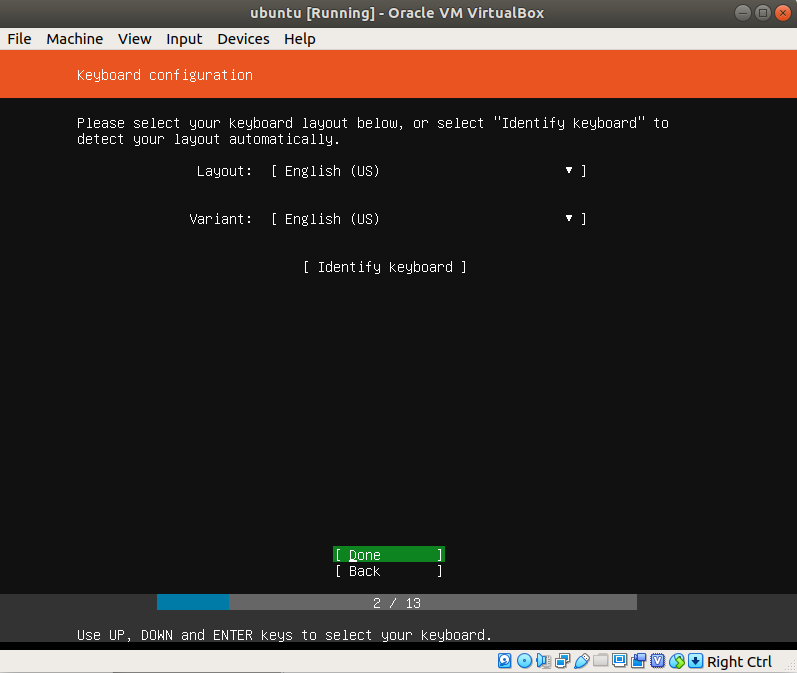 ubuntu [Running] - Oracle VM VirtualBox
File Machine View Input Devices Help
Keyboard configuration
Please select your keyboard layout below, or select "Identify keyboard" to
detect your layout automatically.
Layout: [ English (US) ▾ ]
Variant: [ English (US) ▾ ]
[ Identify keyboard ]
[ Done ]
[ Back ]
2 / 13
Use UP, DOWN and ENTER keys to select your keyboard.
Right Ctrl